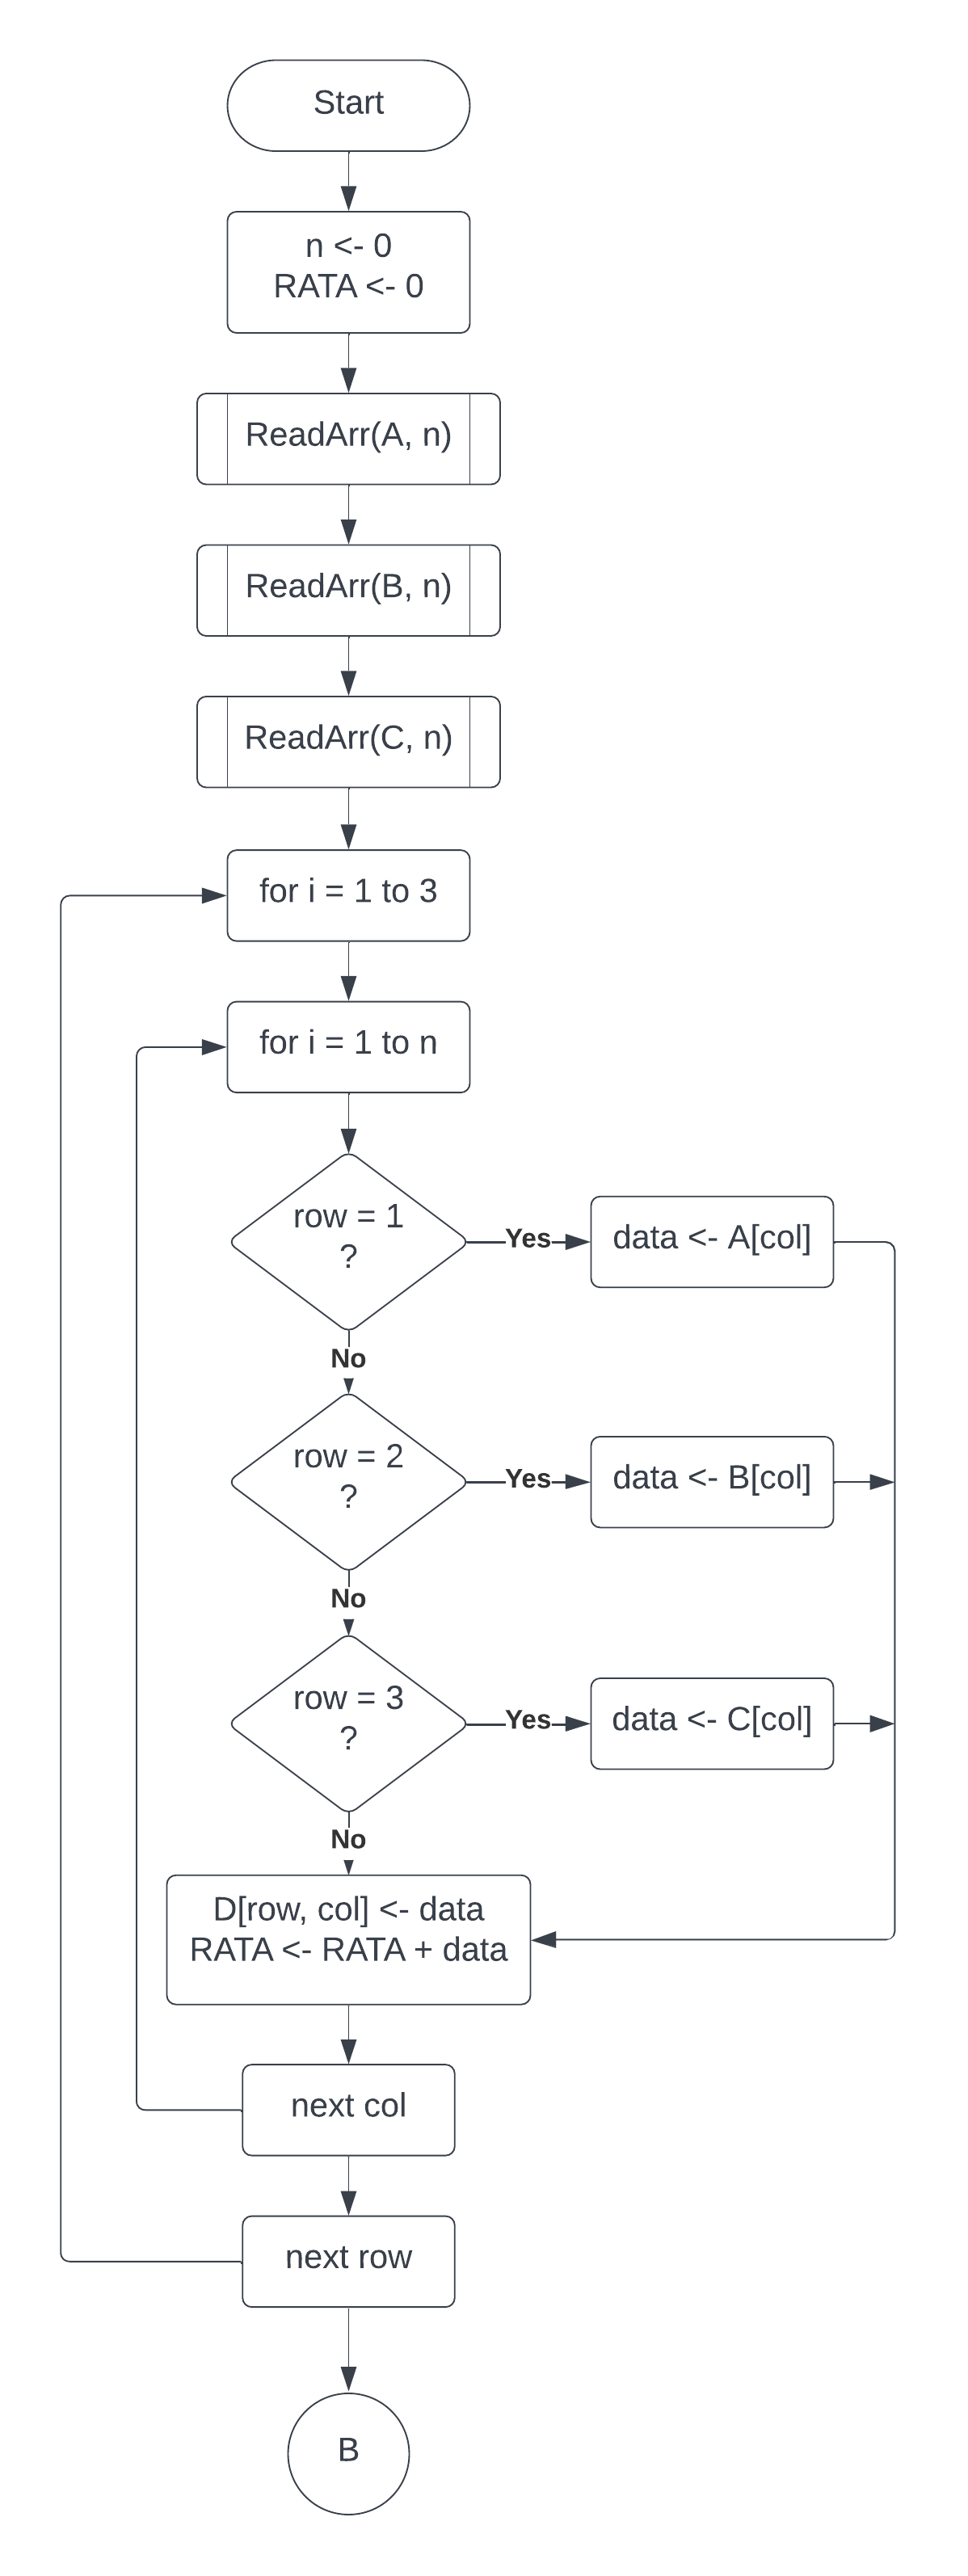 Start
n <- 0
RATA <- 0
ReadArr(A, n)
ReadArr(B, n)
ReadArr(C, n)
for i = 1 to 3
for i = 1 to n
row = 1
?
Yes
data <- A[col]
No
row = 2
?
Yes
data <- B[col]
No
row = 3
?
Yes
data <- C[col]
No
D[row, col] <- data
RATA <- RATA + data
next col
next row
B